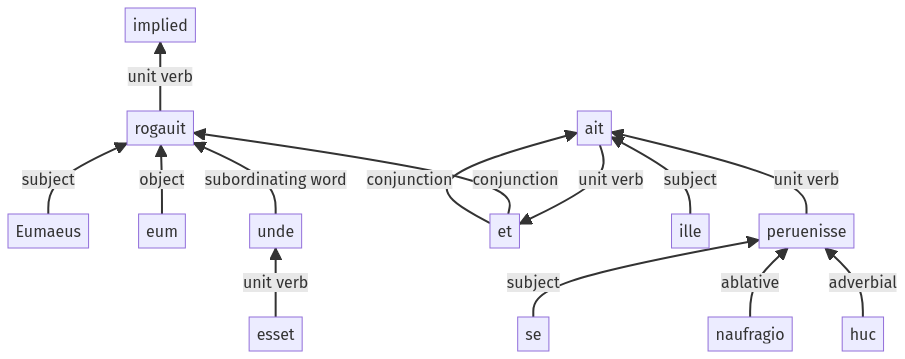 implied
unit verb
rogauit
ait
subject
object
subordinating word
conjunction
conjunction
unit verb
subject
unit verb
Eumaeus
eum
unde
et
ille
peruenisse
unit verb
subject
ablative
adverbial
esset
se
naufragio
huc